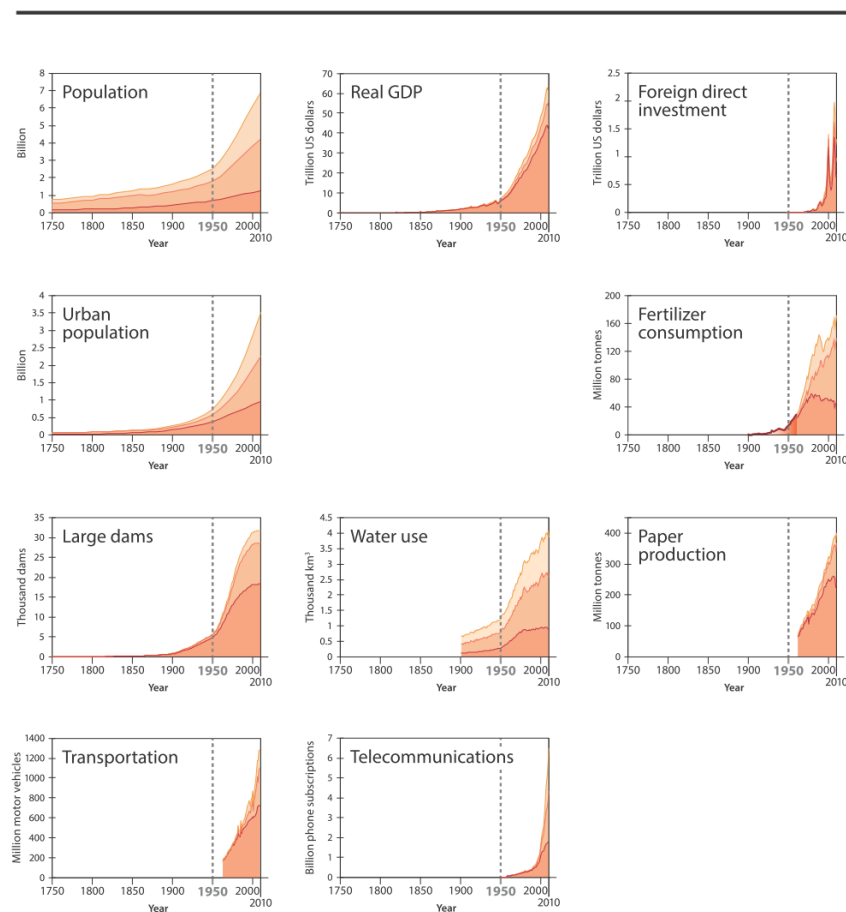 Population
Billion
8
7
6
5
4
3
2
1
0
1750 1800 1850 1900 1950 2000
2010
Year
Real GDP
Trillion US dollars
70
60
50
40
30
20
10
0
1750 1800 1850 1900 1950 2000
2010
Year
Foreign direct
investment
Trillion US dollars
2.5
2
1.5
1
0.5
0
1750 1800 1850 1900 1950 2000
2010
Year
Urban
population
Billion
4
3.5
3
2.5
2
1.5
1
0.5
0
1750 1800 1850 1900 1950 2000
2010
Year
Fertilizer
consumption
Million tonnes
200
160
120
80
40
0
1750 1800 1850 1900 1950 2000
2010
Year
Large dams
Thousand dams
35
30
25
20
15
10
5
0
1750 1800 1850 1900 1950 2000
2010
Year
Water use
Thousand km³
4.5
4
3.5
3
2.5
2
1.5
1
0.5
0
1750 1800 1850 1900 1950 2000
2010
Year
Paper
production
Million tonnes
400
300
200
100
0
1750 1800 1850 1900 1950 2000
2010
Year
Transportation
Million motor vehicles
1400
1200
1000
800
600
400
200
0
1750 1800 1850 1900 1950 2000
2010
Year
Telecommunications
Billion phone subscriptions
7
6
5
4
3
2
1
0
1750 1800 1850 1900 1950 2000
2010
Year